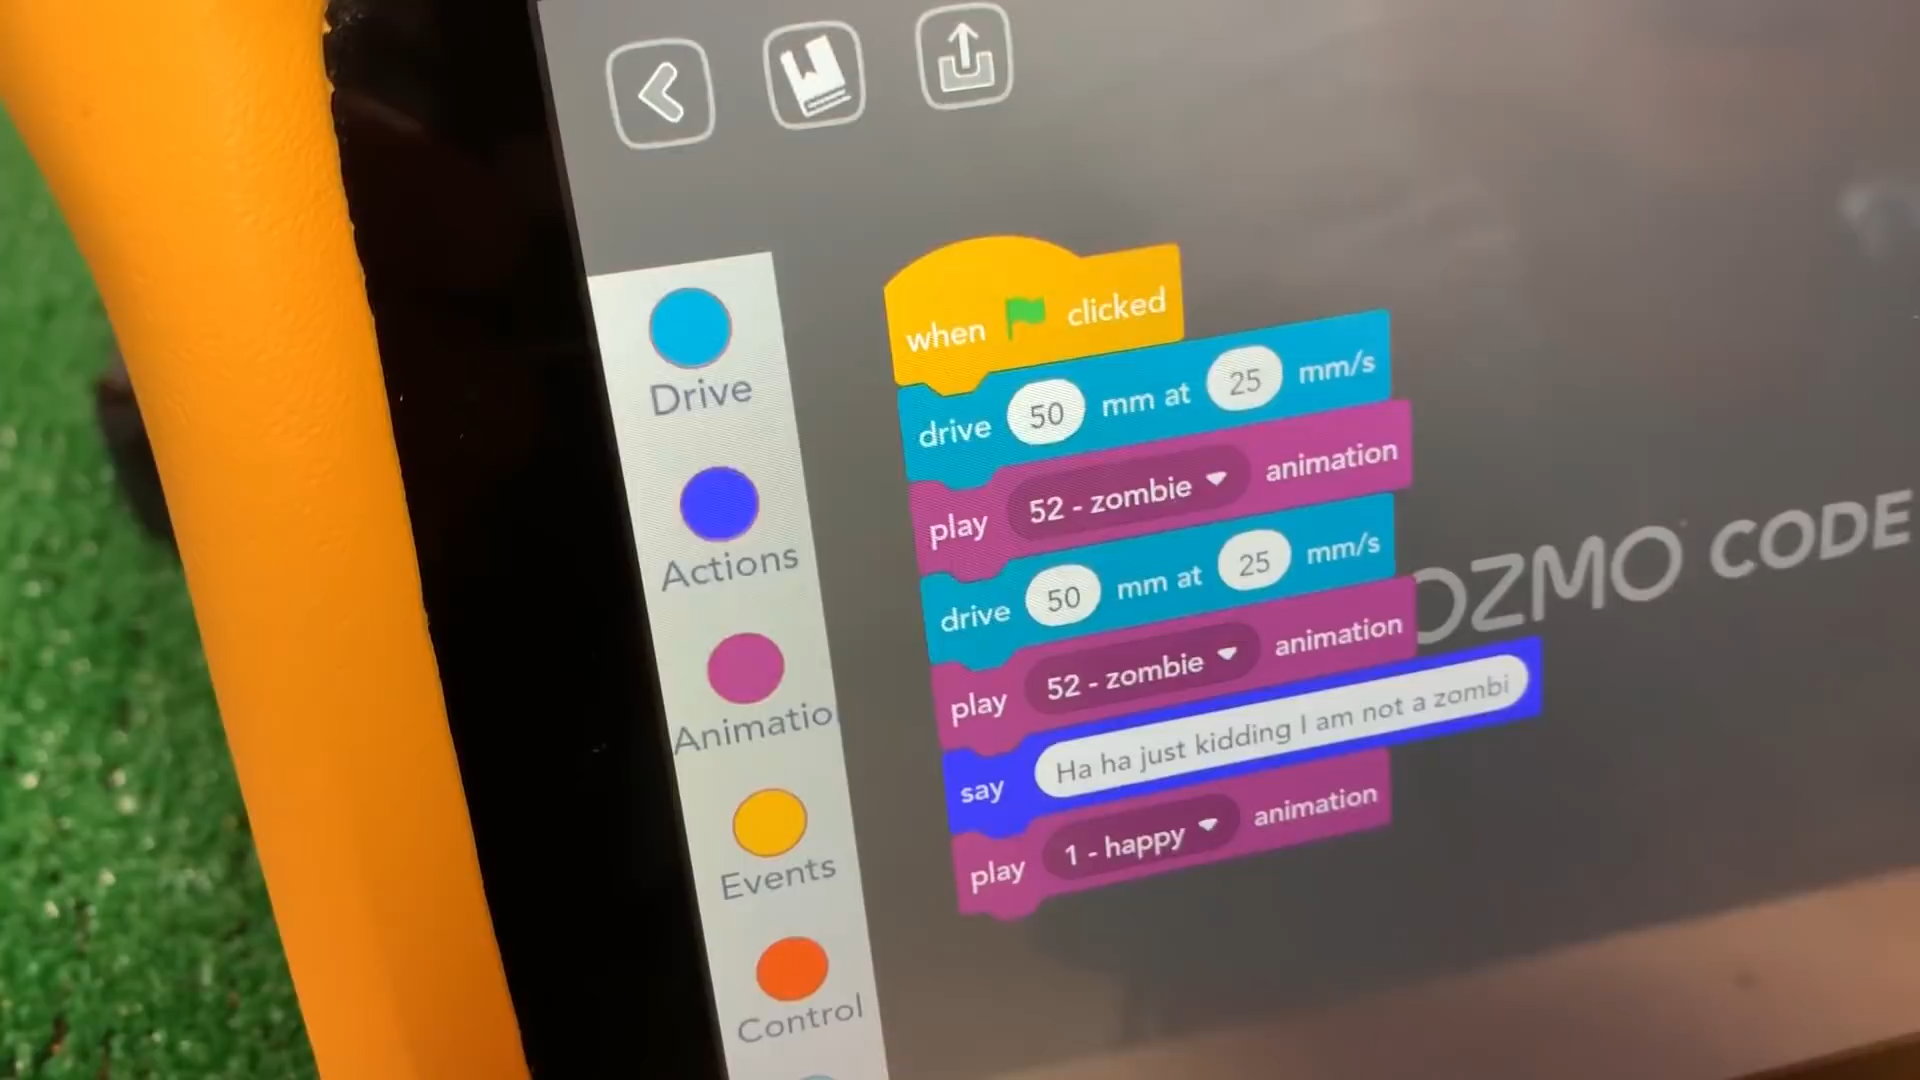 Drive
Actions
Animatio
Events
Control
when clicked
drive 50 mm at 25 mm/s
play 52 - zombie animation
drive 50 mm at 25 mm/s
play 52 - zombie animation
say Ha ha just kidding I am not a zombi
play 1 - happy animation
OZMO CODE